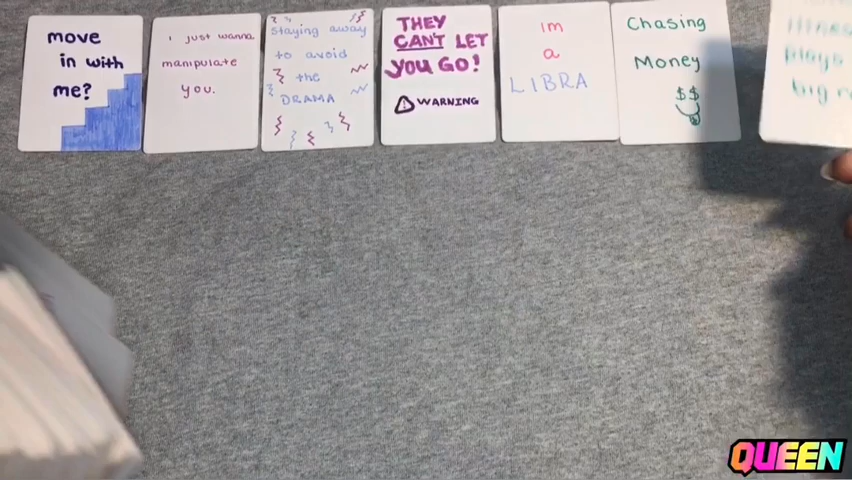 move
in with
me?
I just wanna
manipulate
you.
staying away
to avoid
the
DRAMA
THEY
CAN'T LET
YOU GO!
WARNING
Im
a
LIBRA
Chasing
Money
$$
plays
QUEEN